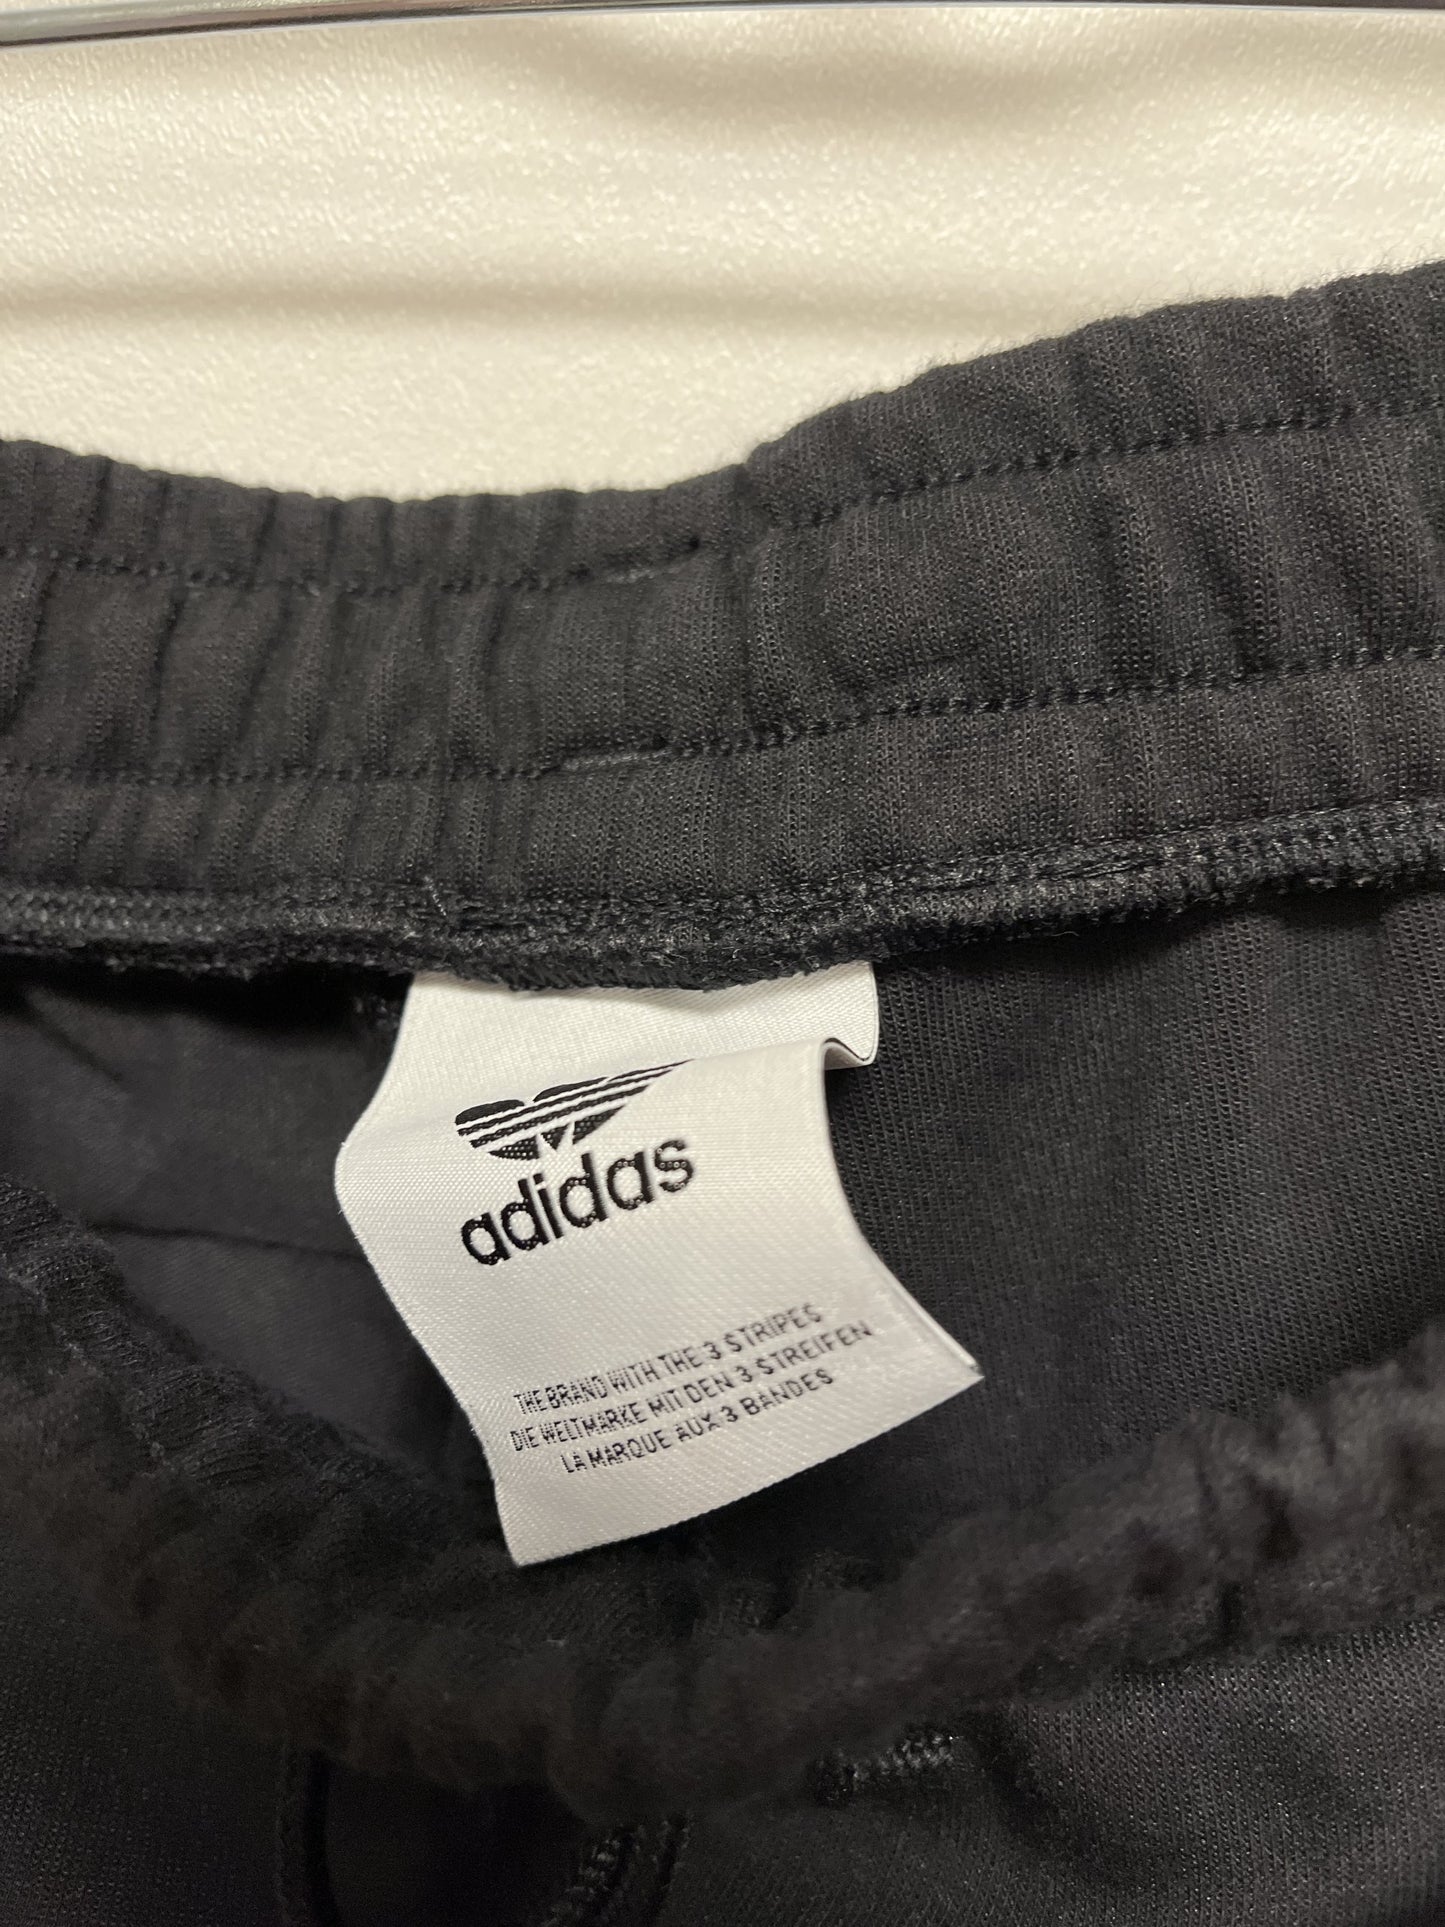 adidas
THE BRAND WITH THE 3 STRIPES
DIE WELTMARKE MIT DEN 3 STREIFEN
LA MARQUE AUX 3 BANDES